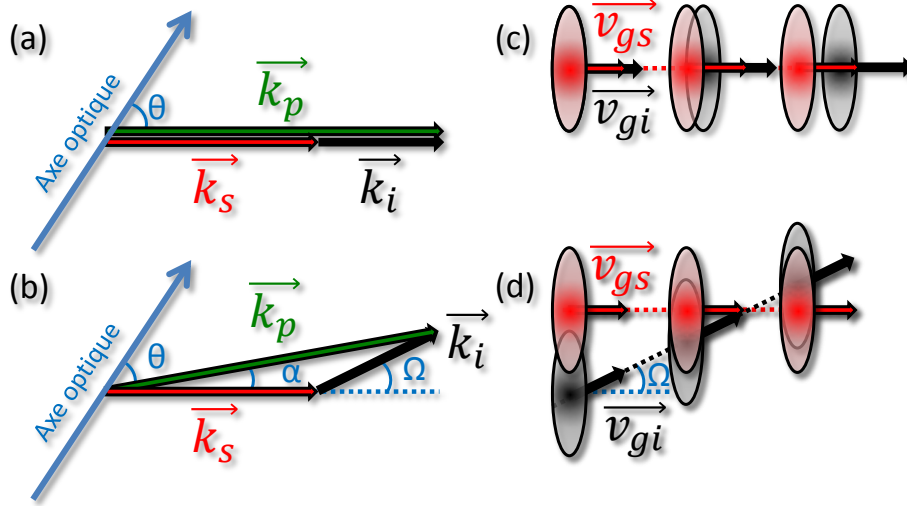 (a)
Axe optique
θ
k_p
k_s
k_i
(b)
Axe optique
θ
k_p
α
k_s
Ω
k_i
(c)
v_gs
v_gi
(d)
v_gs
Ω
v_gi